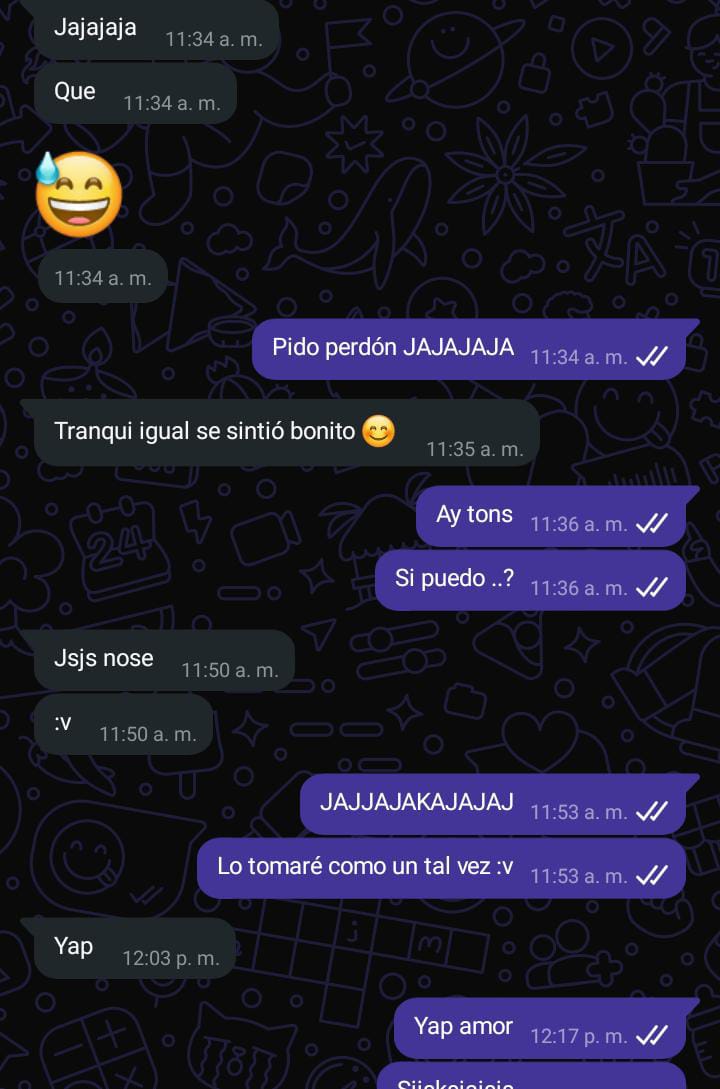 Jajajaja 11:34 a. m.
Que 11:34 a. m.
11:34 a. m.
Pido perdón JAJAJAJA 11:34 a. m.
Tranqui igual se sintió bonito 😊 11:35 a. m.
Ay tons 11:36 a. m.
Si puedo ..? 11:36 a. m.
Jsjs nose 11:50 a. m.
:v 11:50 a. m.
JAJJAJAKAJAJAJ 11:53 a. m.
Lo tomaré como un tal vez :v 11:53 a. m.
Yap 12:03 p. m.
Yap amor 12:17 p. m.